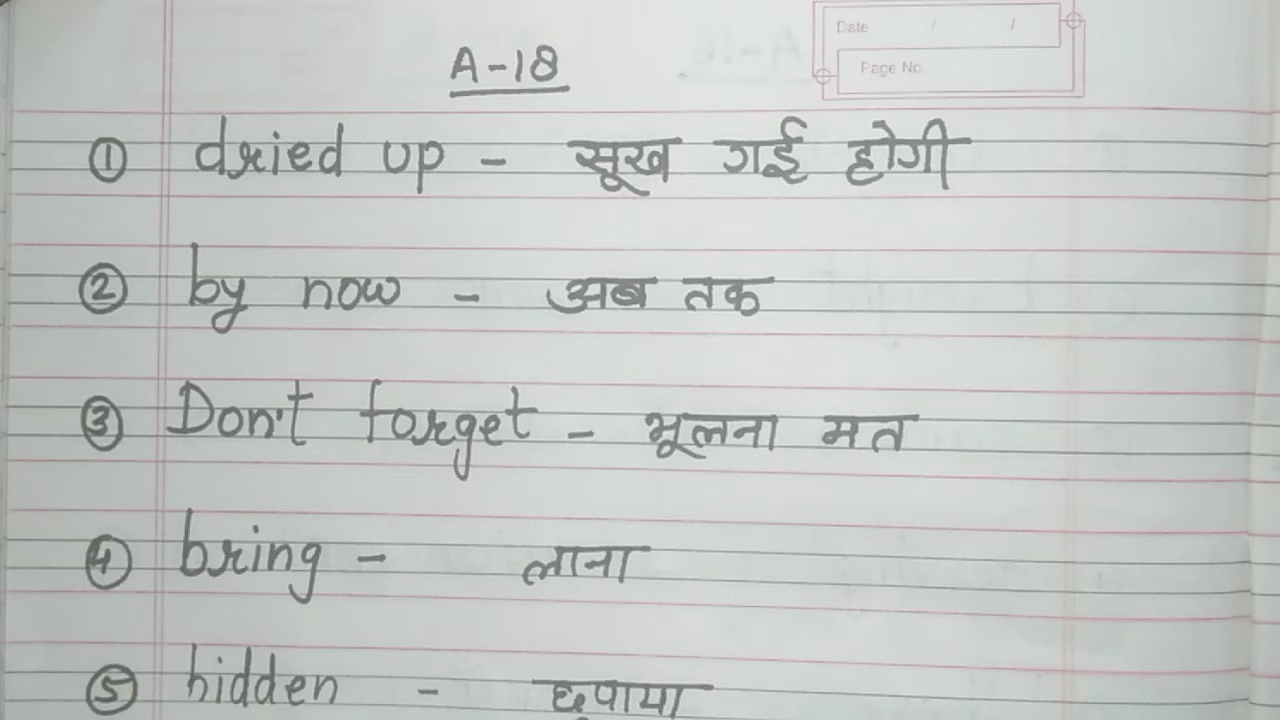 Date / /
Page No.
A-18
① dried up - सूख गई होगी
② by now - अब तक
③ Don't forget - भूलना मत
④ bring - लाना
⑤ hidden - छुपाया